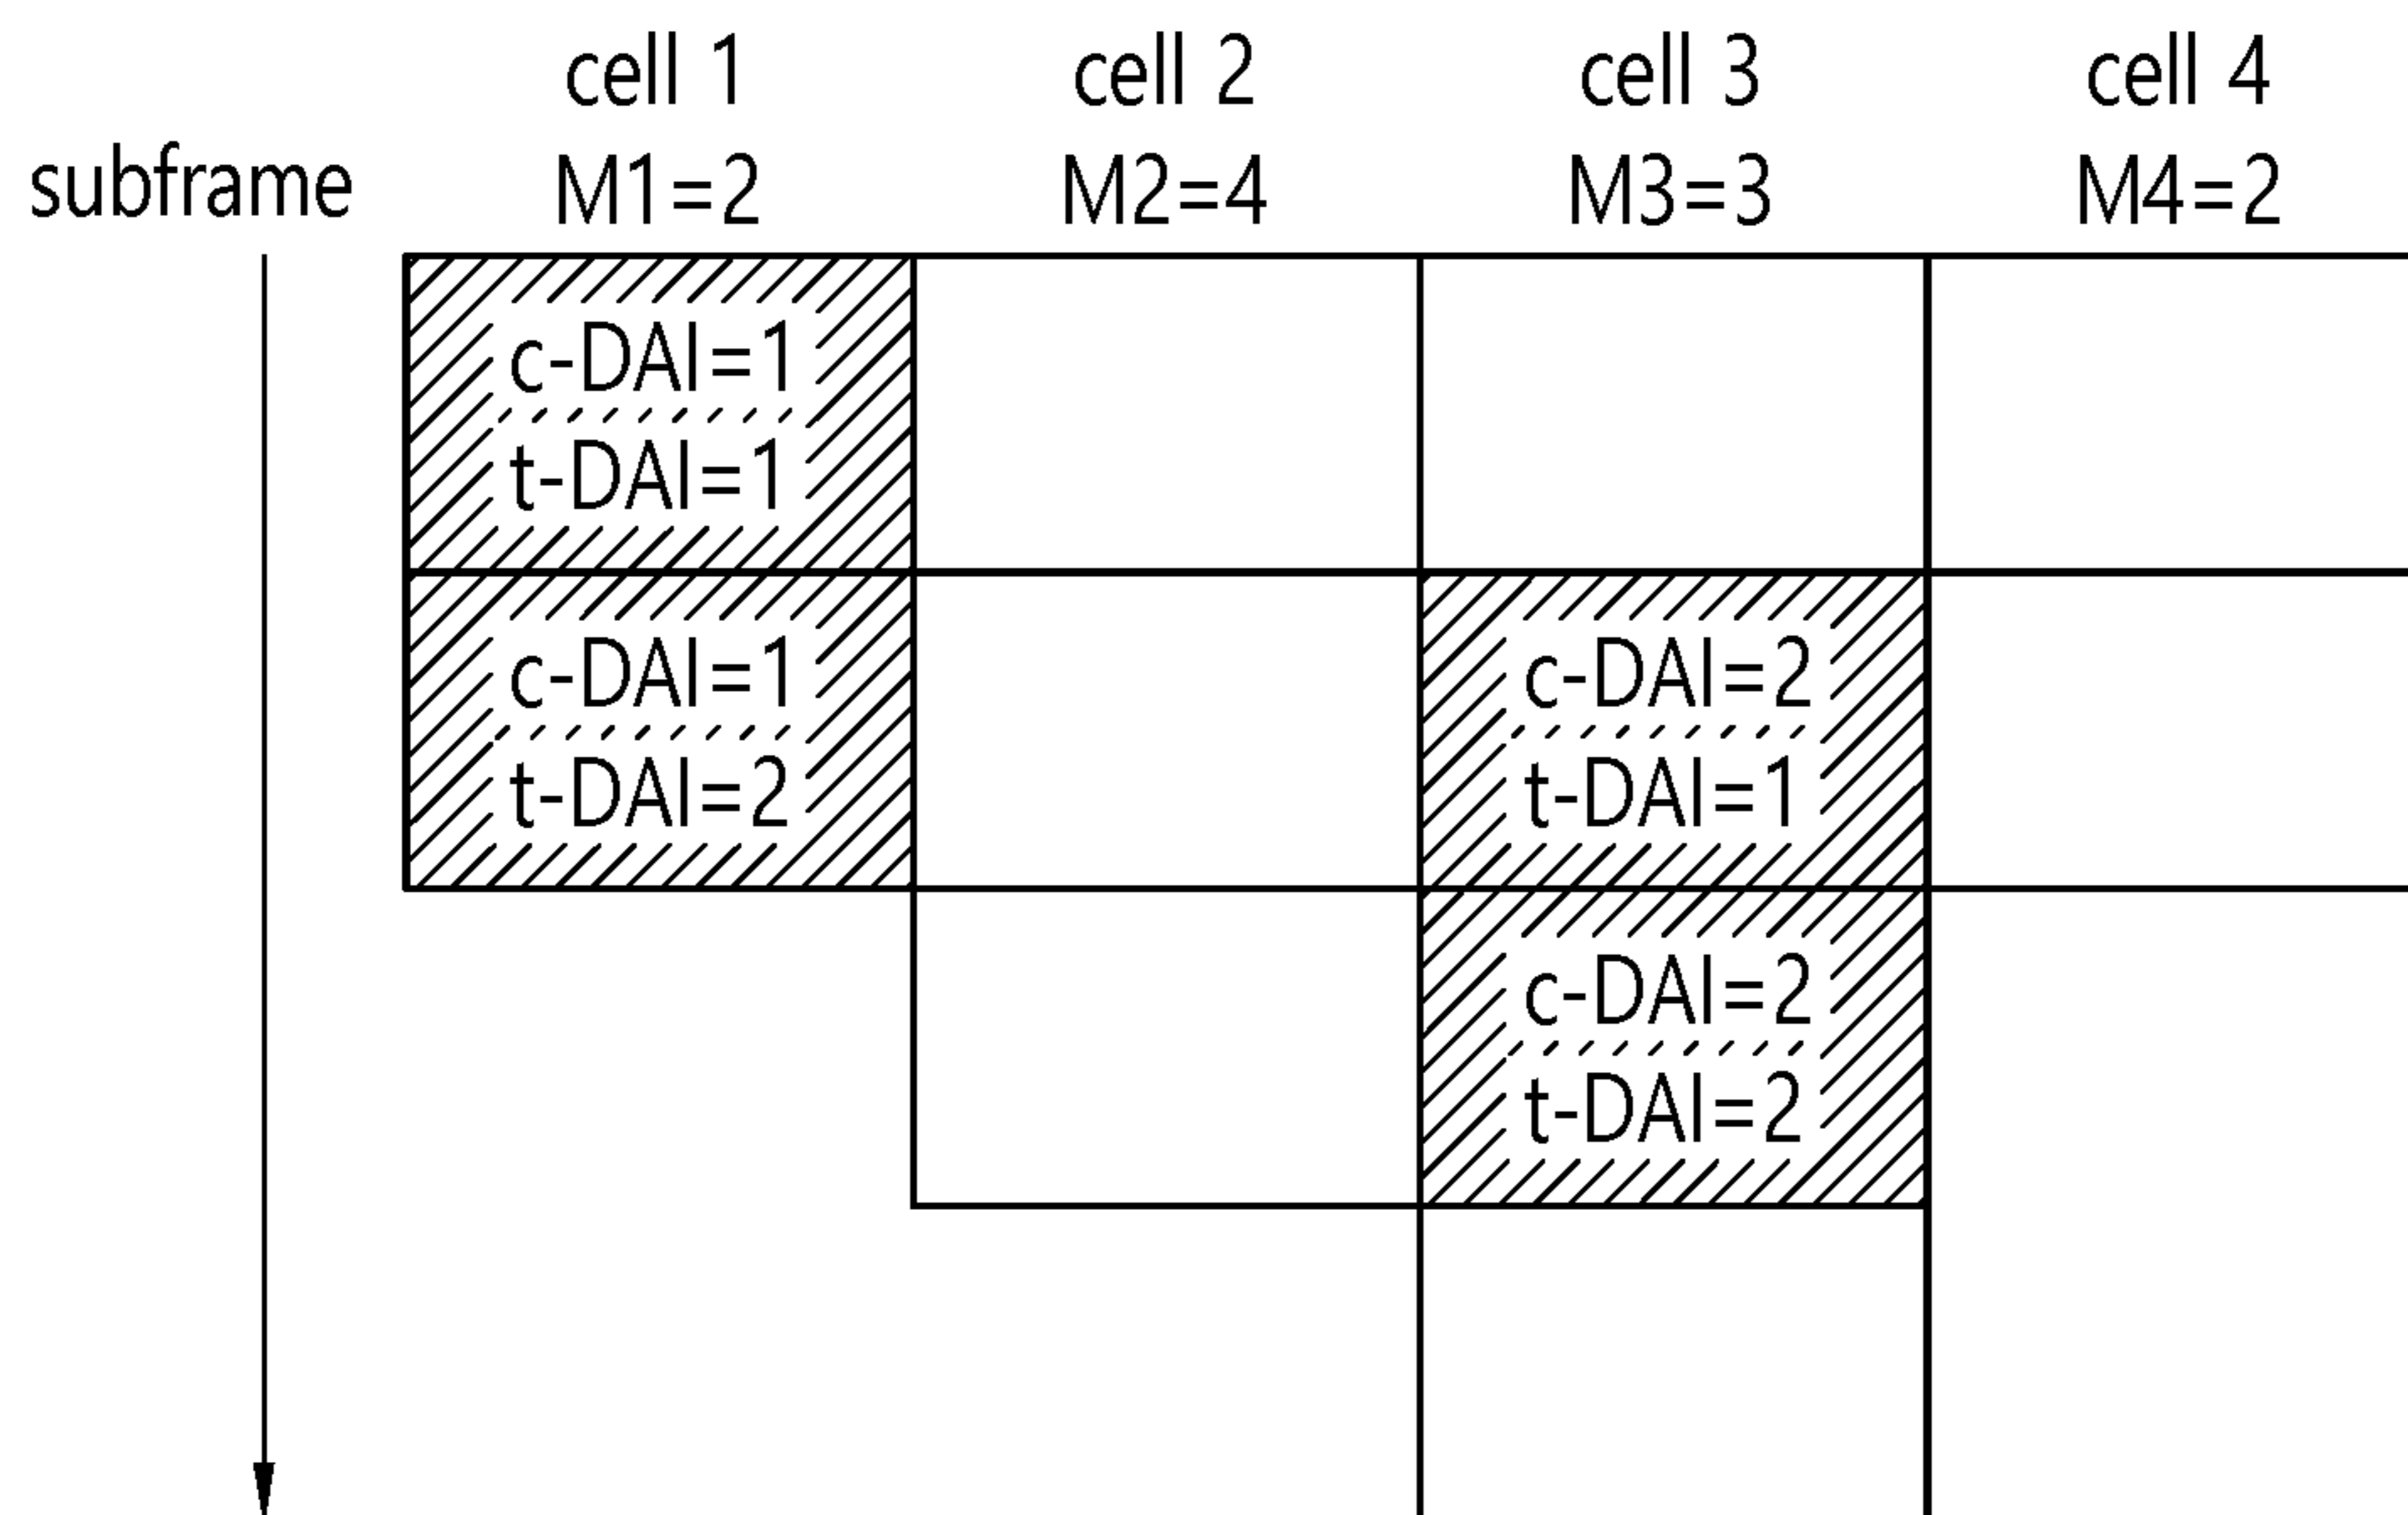 cell 1 cell 2 cell 3 cell 4
subframe M1=2 M2=4 M3=3 M4=2
c-DAI=1
t-DAI=1
c-DAI=1 c-DAI=2
t-DAI=2 t-DAI=1
c-DAI=2
t-DAI=2